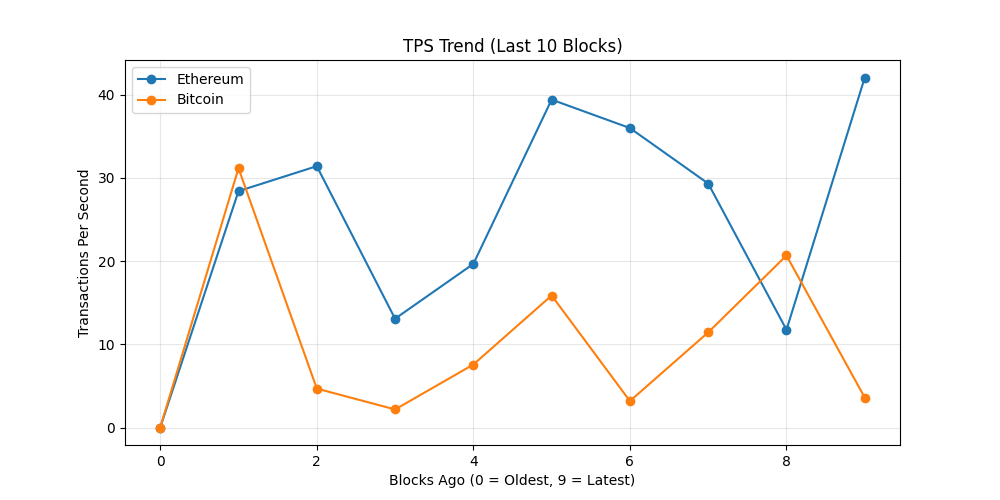 TPS Trend (Last 10 Blocks)
Ethereum
Bitcoin
Transactions Per Second
40
30
20
10
0
0 2 4 6 8
Blocks Ago (0 = Oldest, 9 = Latest)